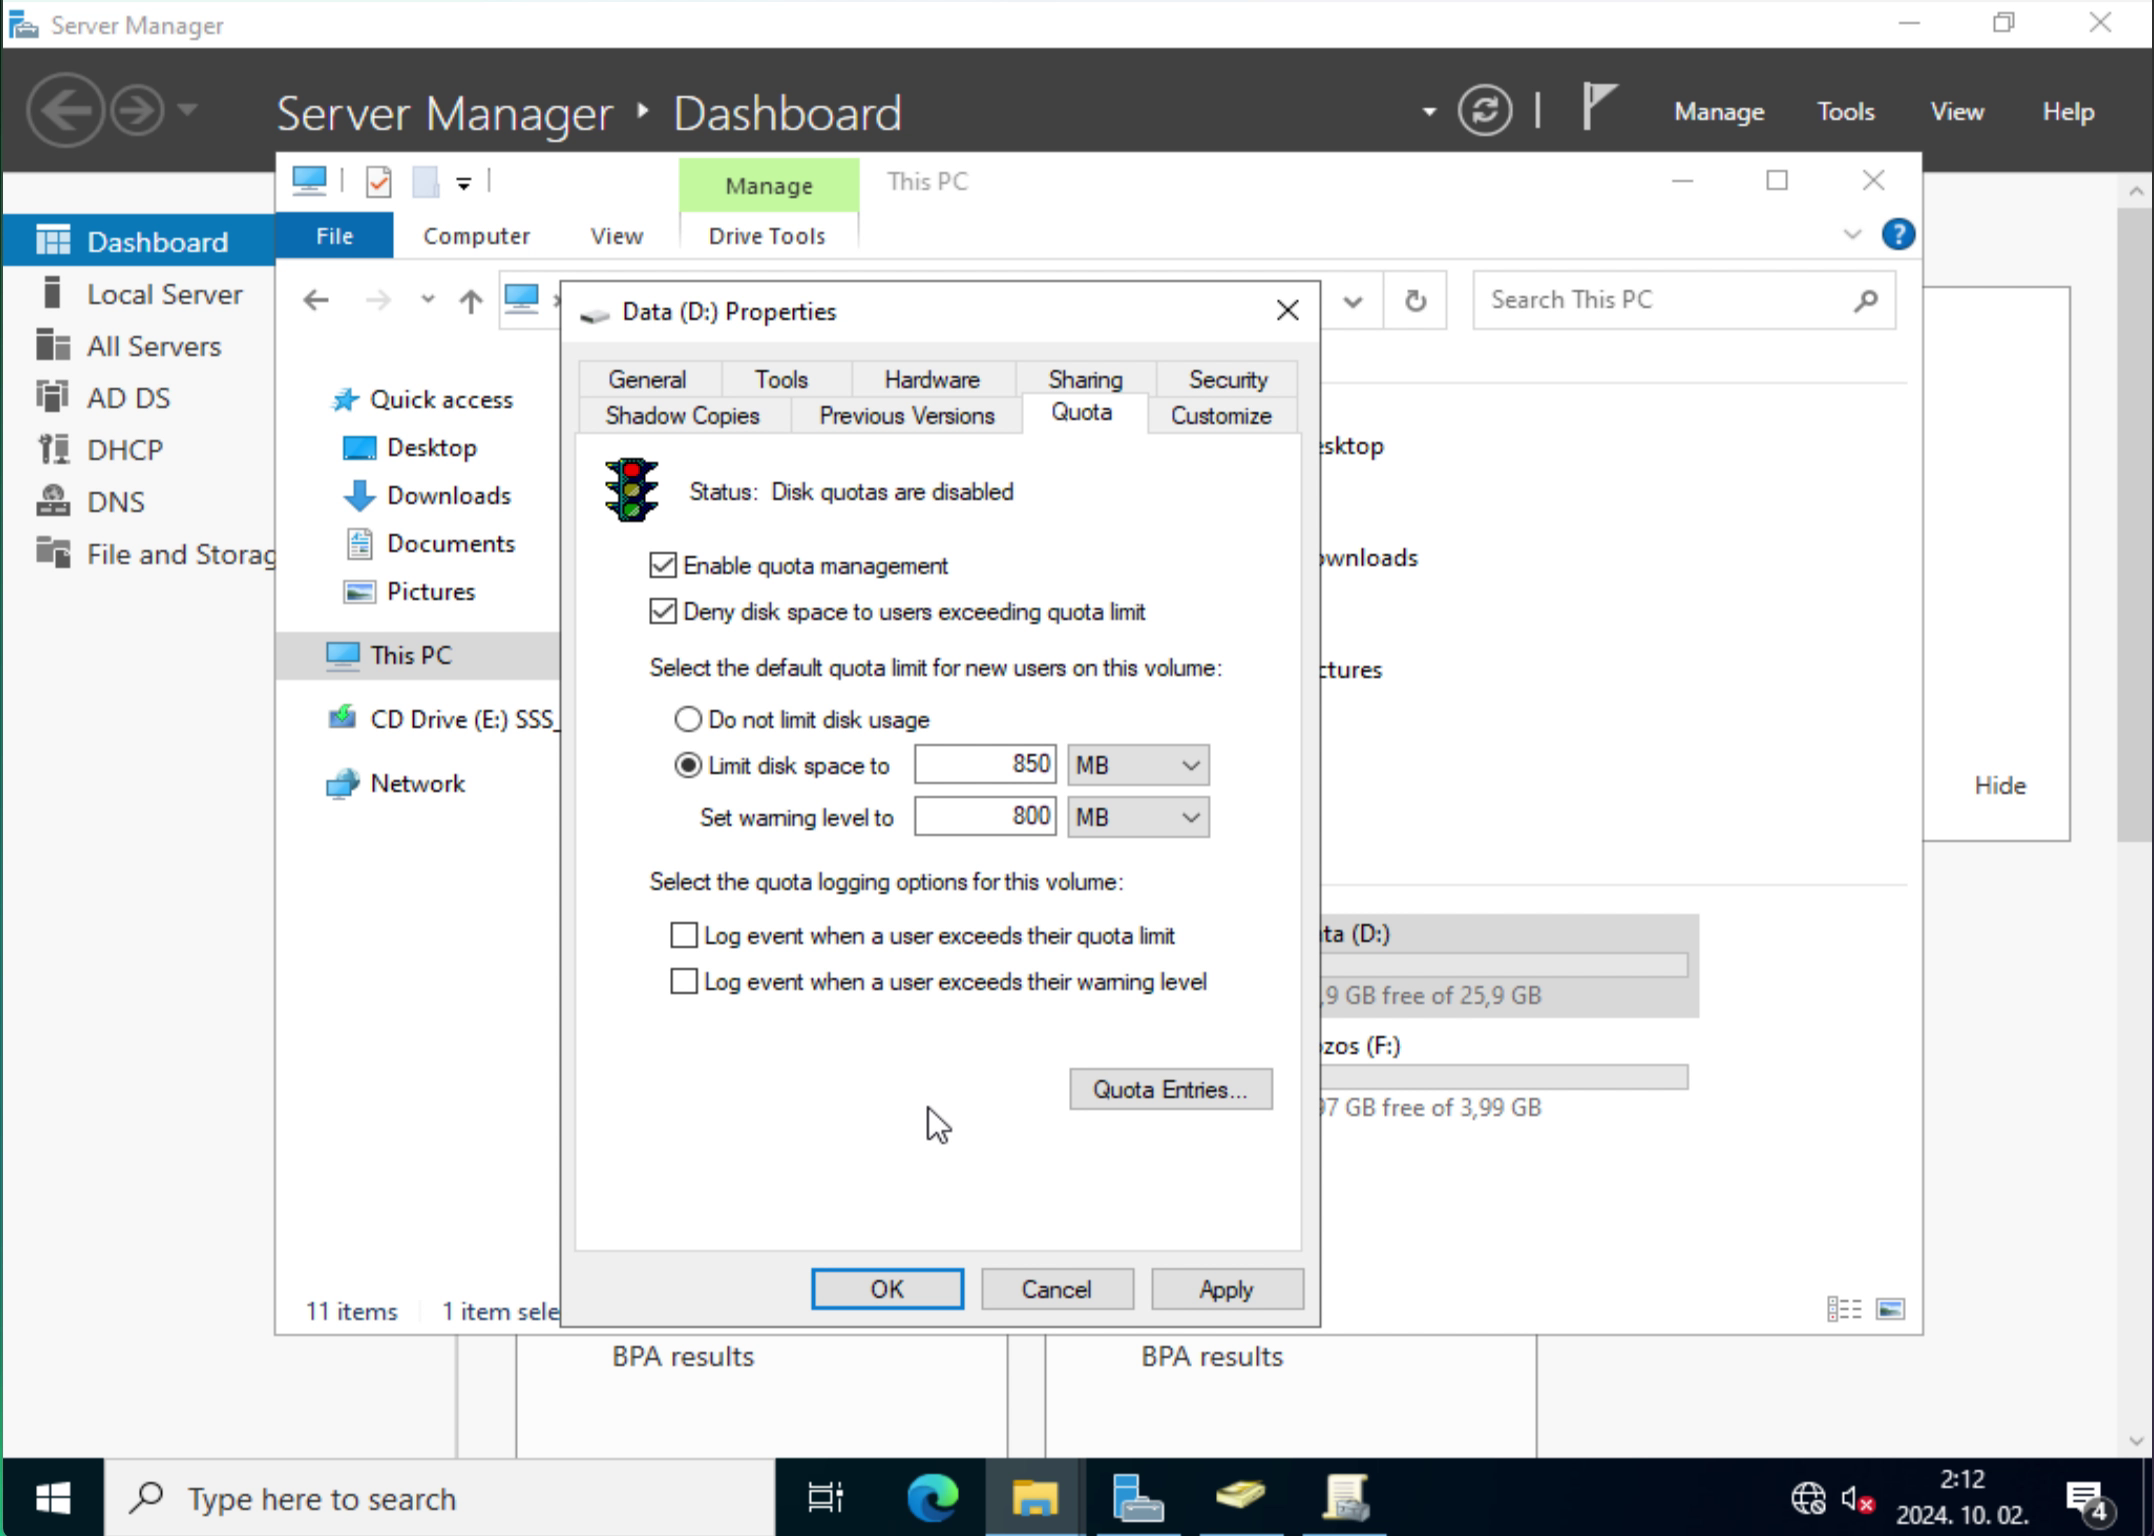 Server Manager
Server Manager ‣ Dashboard
Manage
Tools
View
Help
Dashboard
Local Server
All Servers
AD DS
DHCP
DNS
File and Storag
Manage
This PC
File
Computer
View
Drive Tools
?
Search This PC
Quick access
Desktop
Downloads
Documents
Pictures
This PC
CD Drive (E:) SSS_
Network
Data (D:) Properties
General
Tools
Hardware
Sharing
Security
Shadow Copies
Previous Versions
Quota
Customize
Status: Disk quotas are disabled
Enable quota management
Deny disk space to users exceeding quota limit
Select the default quota limit for new users on this volume:
Do not limit disk usage
Limit disk space to 850 MB
Set warning level to 800 MB
Select the quota logging options for this volume:
Log event when a user exceeds their quota limit
Log event when a user exceeds their warning level
Quota Entries...
OK
Cancel
Apply
esktop
ownloads
ctures
ta (D:)
,9 GB free of 25,9 GB
zos (F:)
97 GB free of 3,99 GB
Hide
11 items
1 item sele
BPA results
BPA results
Type here to search
2:12
2024. 10. 02.
4